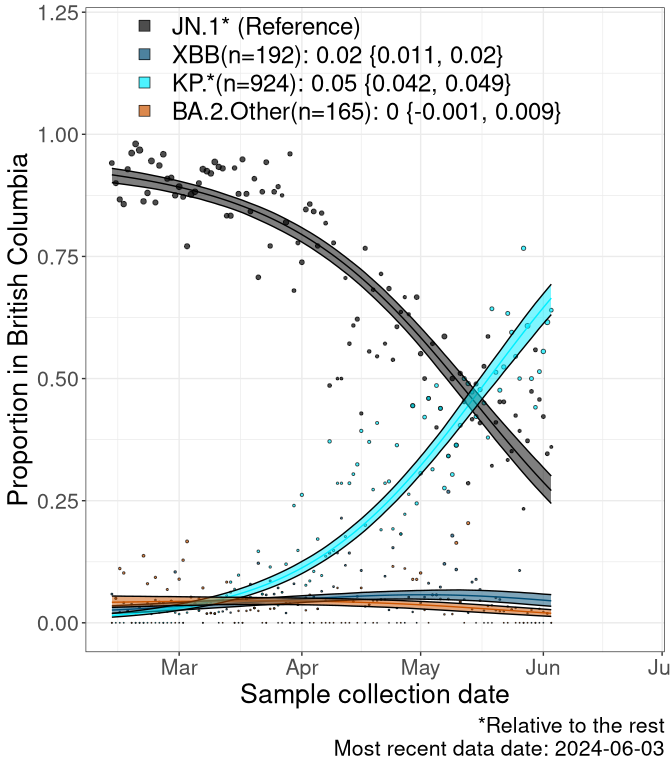 1.25
JN.1* (Reference)
XBB(n=192): 0.02 {0.011, 0.02}
KP.*(n=924): 0.05 {0.042, 0.049}
BA.2.Other(n=165): 0 {-0.001, 0.009}
1.00
0.75
0.50
0.25
0.00
Proportion in British Columbia
Mar Apr May Jun Ju
Sample collection date
*Relative to the rest
Most recent data date: 2024-06-03